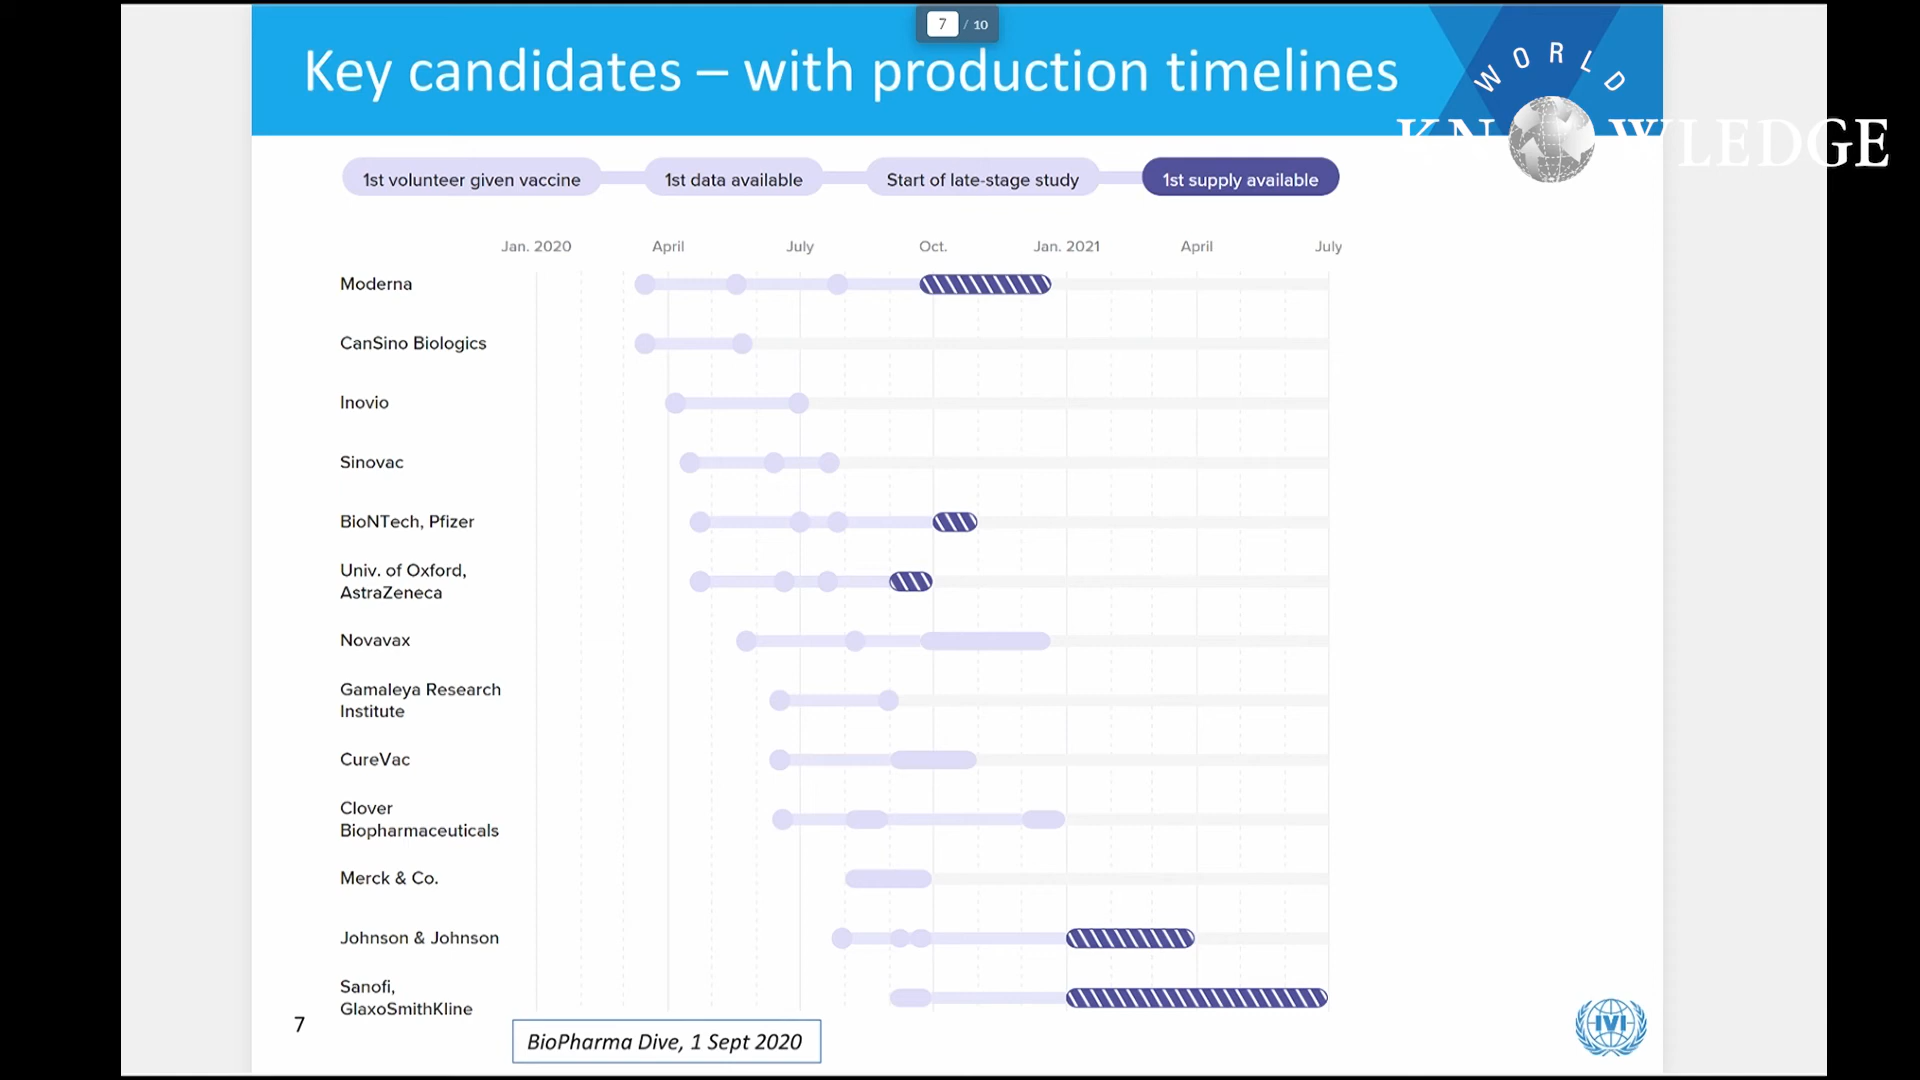 7 / 10
Key candidates – with production timelines
WORLD
KNOWLEDGE
1st volunteer given vaccine
1st data available
Start of late-stage study
1st supply available
Jan. 2020 April July Oct. Jan. 2021 April July
Moderna
CanSino Biologics
Inovio
Sinovac
BioNTech, Pfizer
Univ. of Oxford,
AstraZeneca
Novavax
Gamaleya Research
Institute
CureVac
Clover
Biopharmaceuticals
Merck & Co.
Johnson & Johnson
Sanofi,
GlaxoSmithKline
7
BioPharma Dive, 1 Sept 2020
IVI